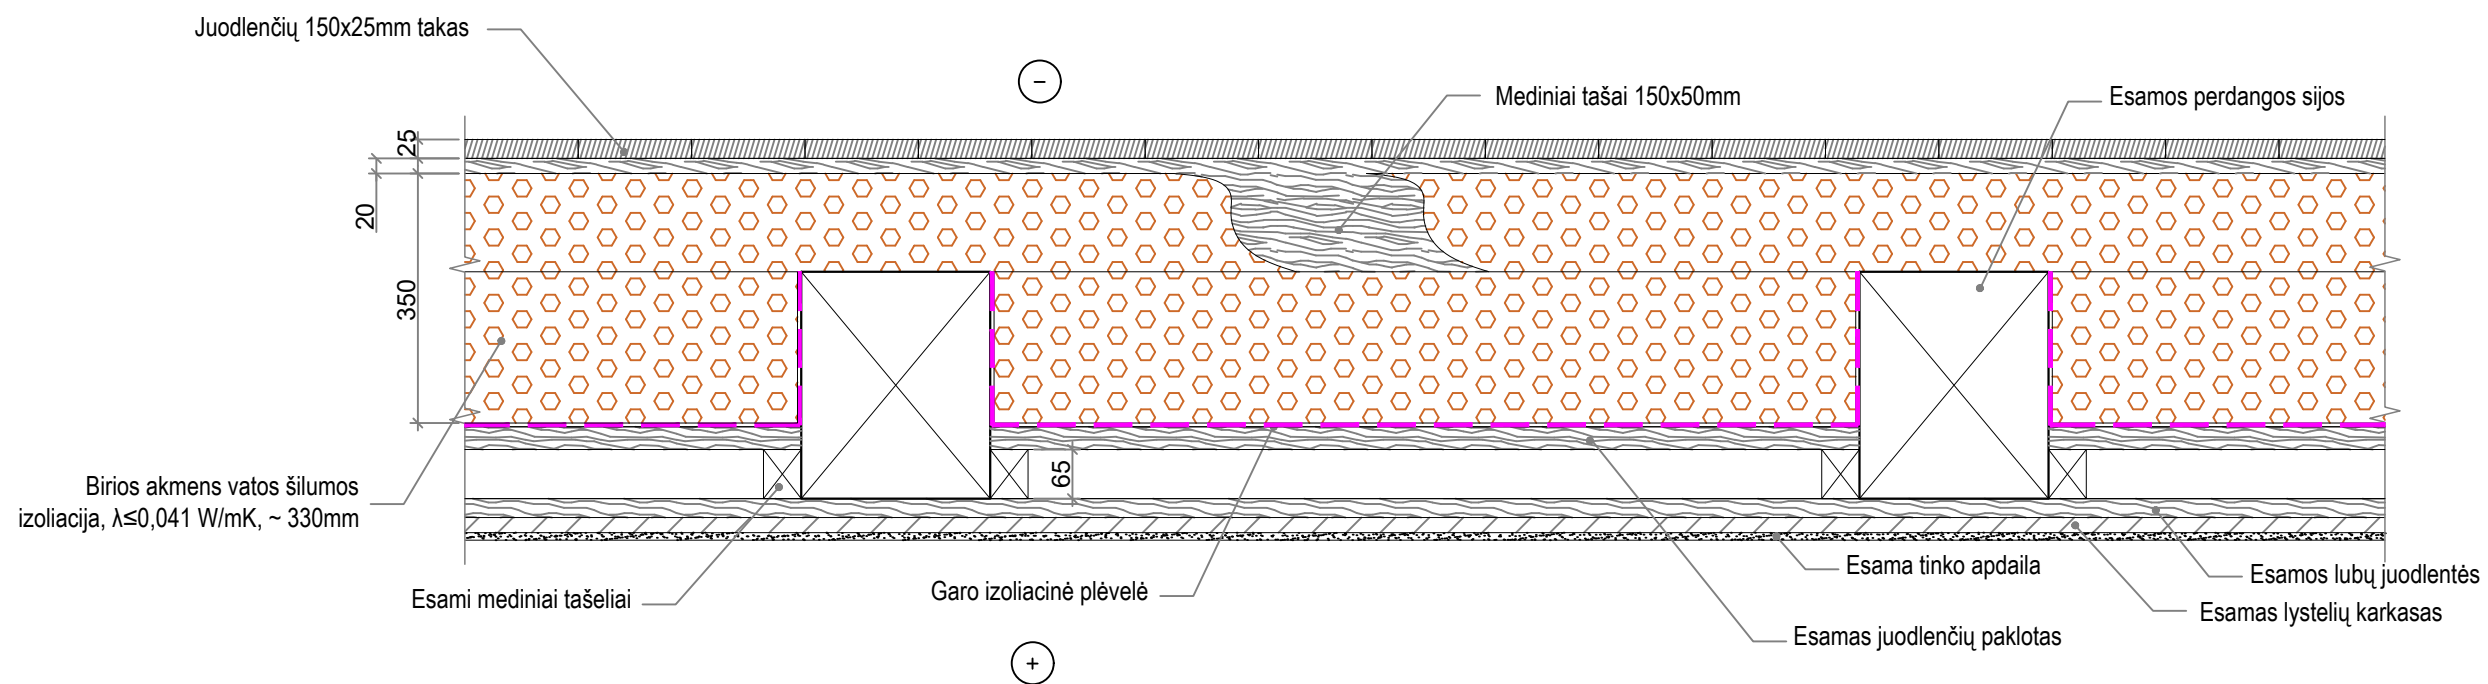 Juodlenčių 150x25mm takas
−
Mediniai tašai 150x50mm
Esamos perdangos sijos
25
20
350
65
Birios akmens vatos šilumos
izoliacija, λ≤0,041 W/mK, ~ 330mm
Esami mediniai tašeliai
Garo izoliacinė plėvelė
Esama tinko apdaila
Esamos lubų juodlentės
Esamas lystelių karkasas
Esamas juodlenčių paklotas
+